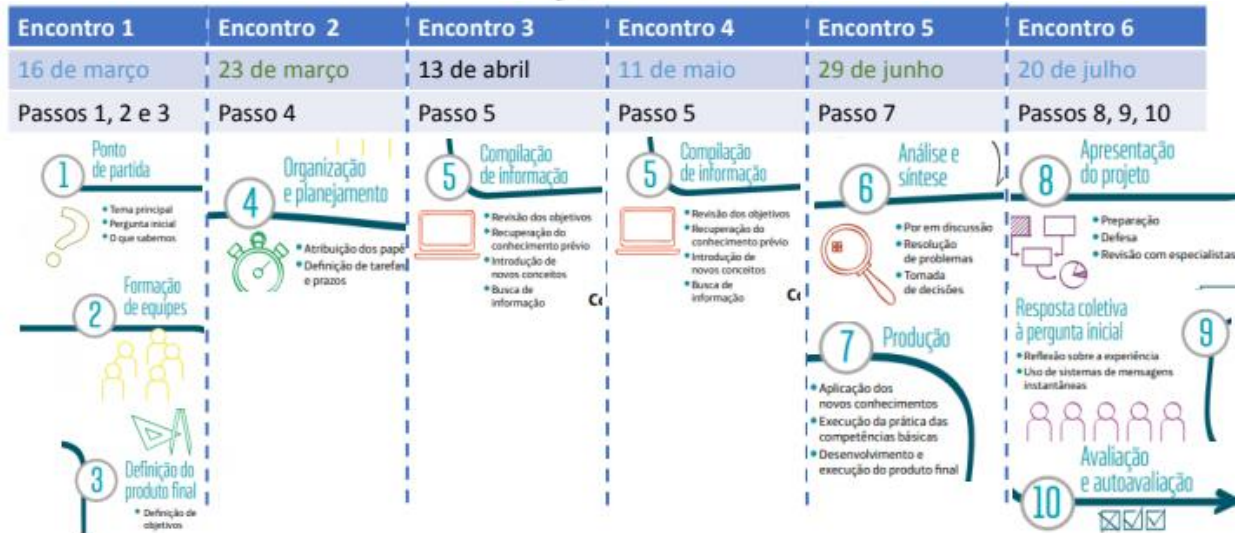 Encontro 1
Encontro 2
Encontro 3
Encontro 4
Encontro 5
Encontro 6
16 de março
23 de março
13 de abril
11 de maio
29 de junho
20 de julho
Passos 1, 2 e 3
Passo 4
Passo 5
Passo 5
Passo 7
Passos 8, 9, 10
1
Ponto
de partida
• Tema principal
• Pergunta inicial
• O que sabemos
2
Formação
de equipes
3
Definição do
produto final
• Definição de
objetivos
4
Organização
e planejamento
• Atribuição dos papé
• Definição de tarefas
e prazos
5
Compilação
de informação
• Revisão dos objetivos
• Recuperação do
conhecimento prévio
• Introdução de
novos conceitos
• Busca de
informação
Co
5
Compilação
de informação
• Revisão dos objetivos
• Recuperação do
conhecimento prévio
• Introdução de
novos conceitos
• Busca de
informação
Co
6
Análise e
síntese
• Por em discussão
• Resolução
de problemas
• Tomada
de decisões
7
Produção
• Aplicação dos
novos conhecimentos
• Execução da prática das
competências básicas
• Desenvolvimento e
execução do produto final
8
Apresentação
do projeto
• Preparação
• Defesa
• Revisão com especialistas
Resposta coletiva
à pergunta inicial
9
• Reflexão sobre a experiência
• Uso de sistemas de mensagens
instantâneas
10
Avaliação
e autoavaliação